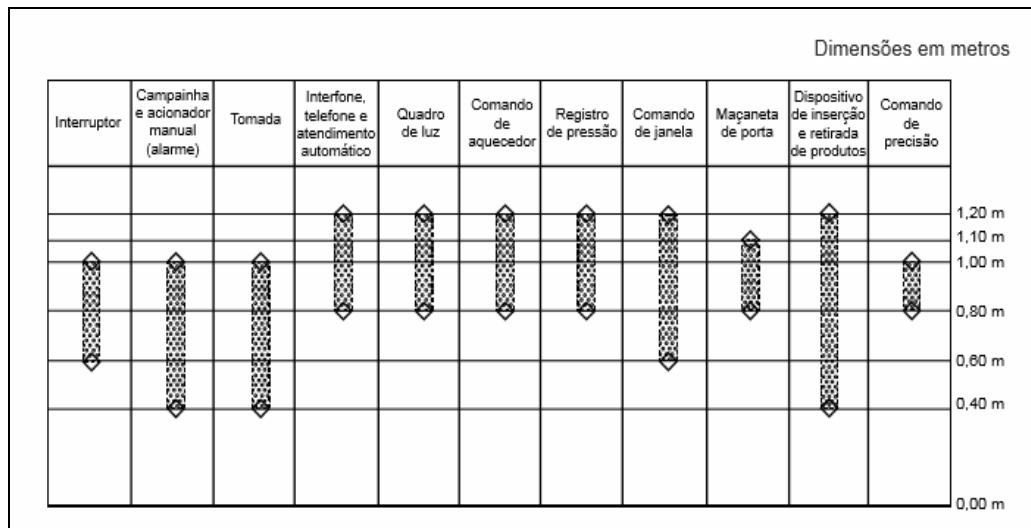 Dimensões em metros
Interruptor
Campainha
e acionador
manual
(alarme)
Tomada
Interfone,
telefone e
atendimento
automático
Quadro
de luz
Comando
de
aquecedor
Registro
de pressão
Comando
de janela
Maçaneta
de porta
Dispositivo
de inserção
e retirada
de produtos
Comando
de
precisão
1,20 m
1,10 m
1,00 m
0,80 m
0,60 m
0,40 m
0,00 m